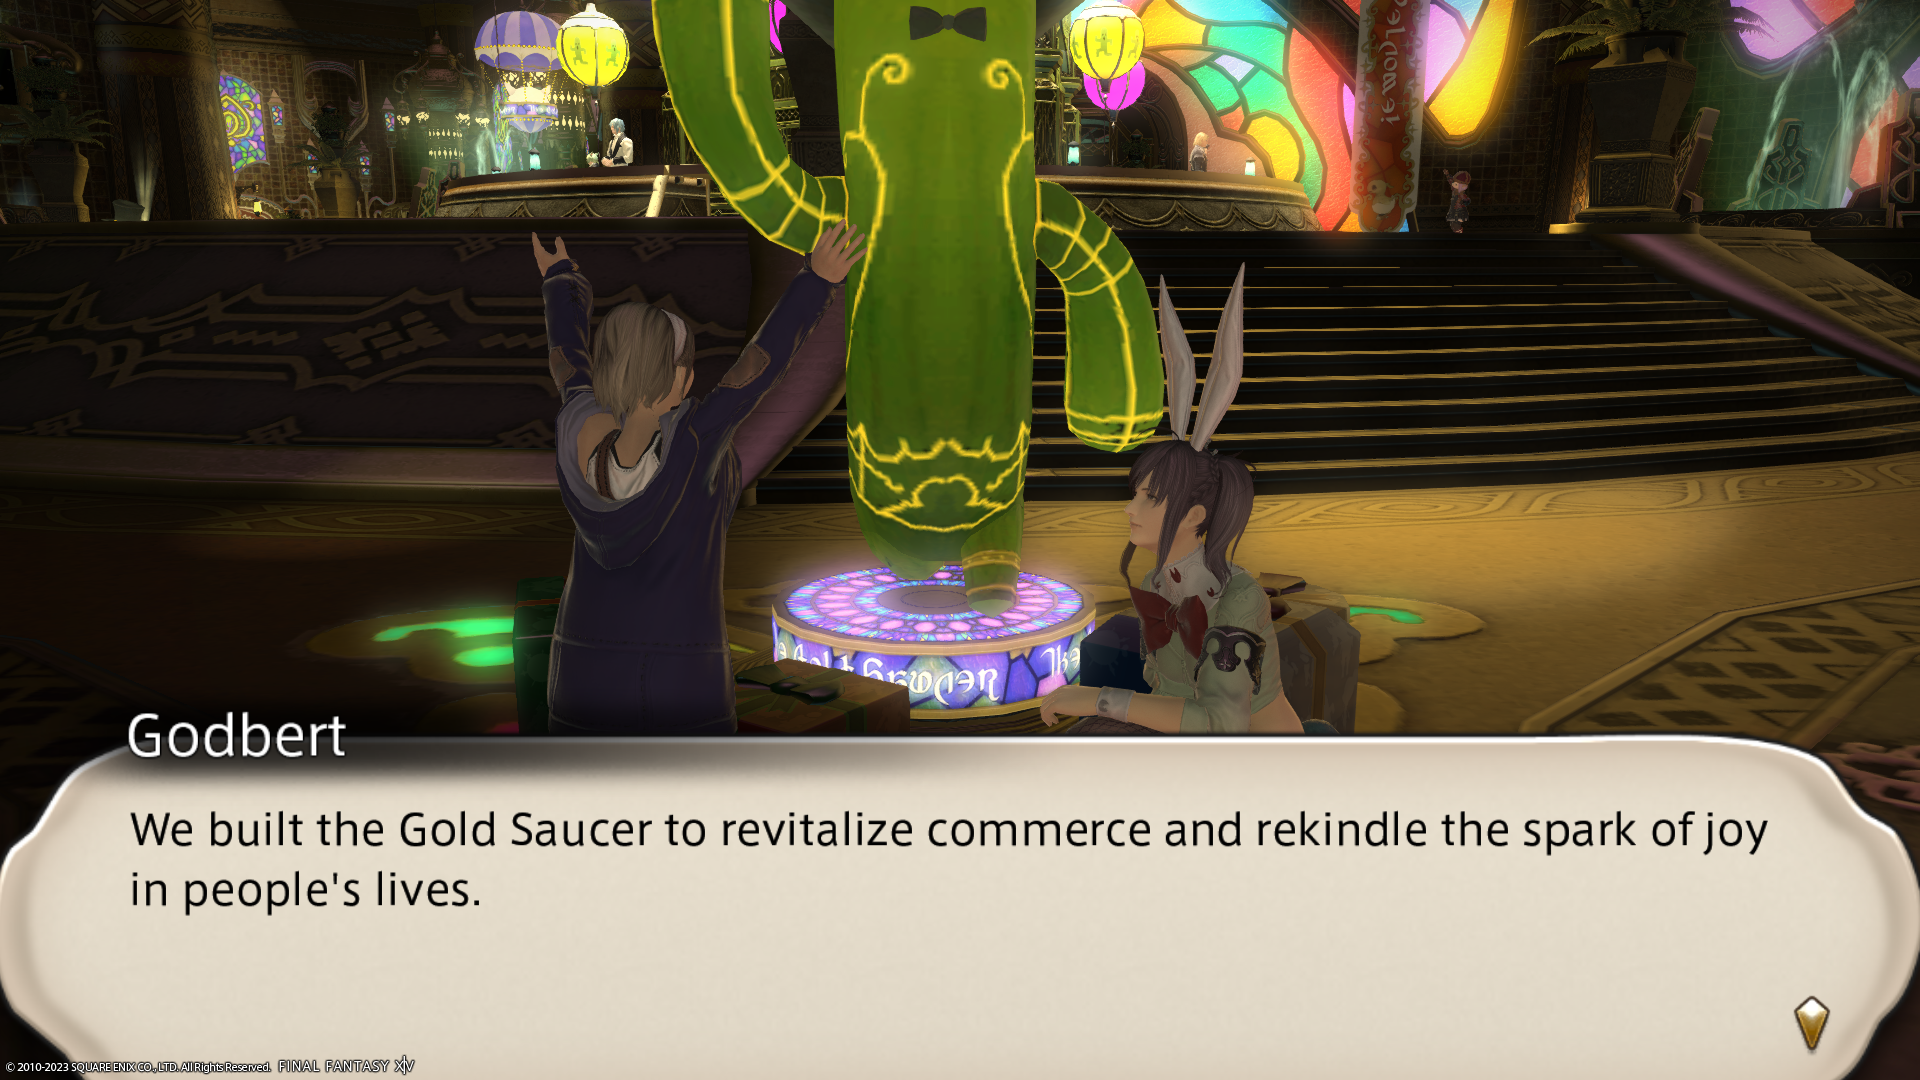 Godbert
We built the Gold Saucer to revitalize commerce and rekindle the spark of joy
in people's lives.
© 2010-2023 SQUARE ENIX CO., LTD. All Rights Reserved. FINAL FANTASY XIV